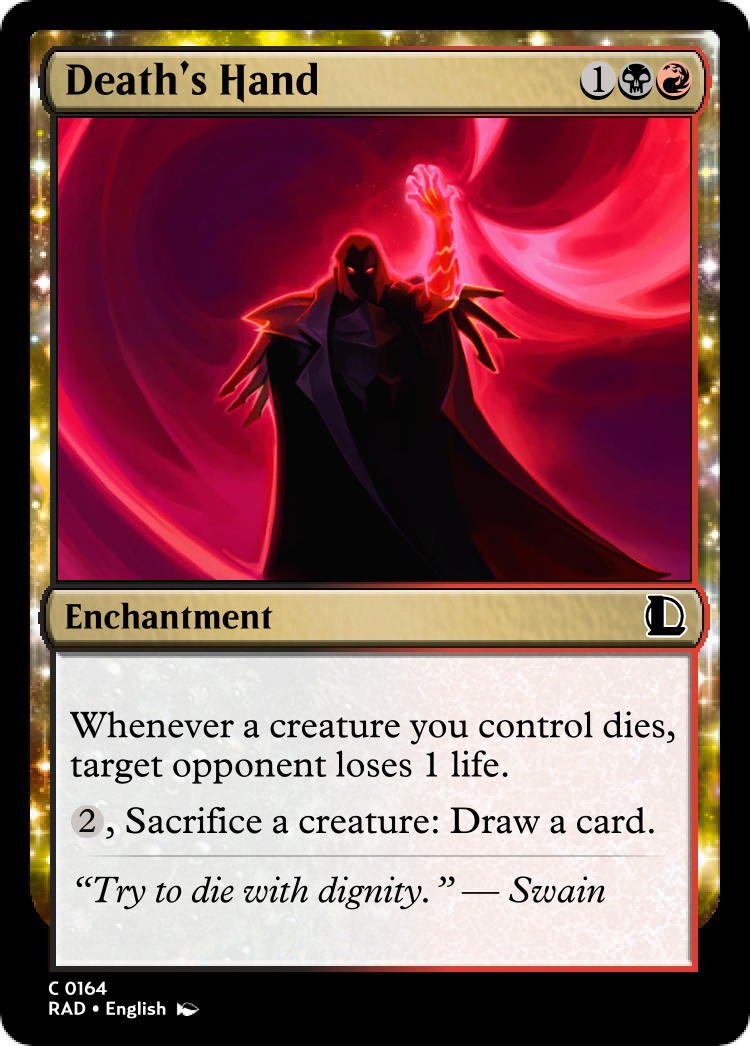 Death's Hand 1
Enchantment
Whenever a creature you control dies,
target opponent loses 1 life.
2, Sacrifice a creature: Draw a card.
“Try to die with dignity.” — Swain
C 0164
RAD • English